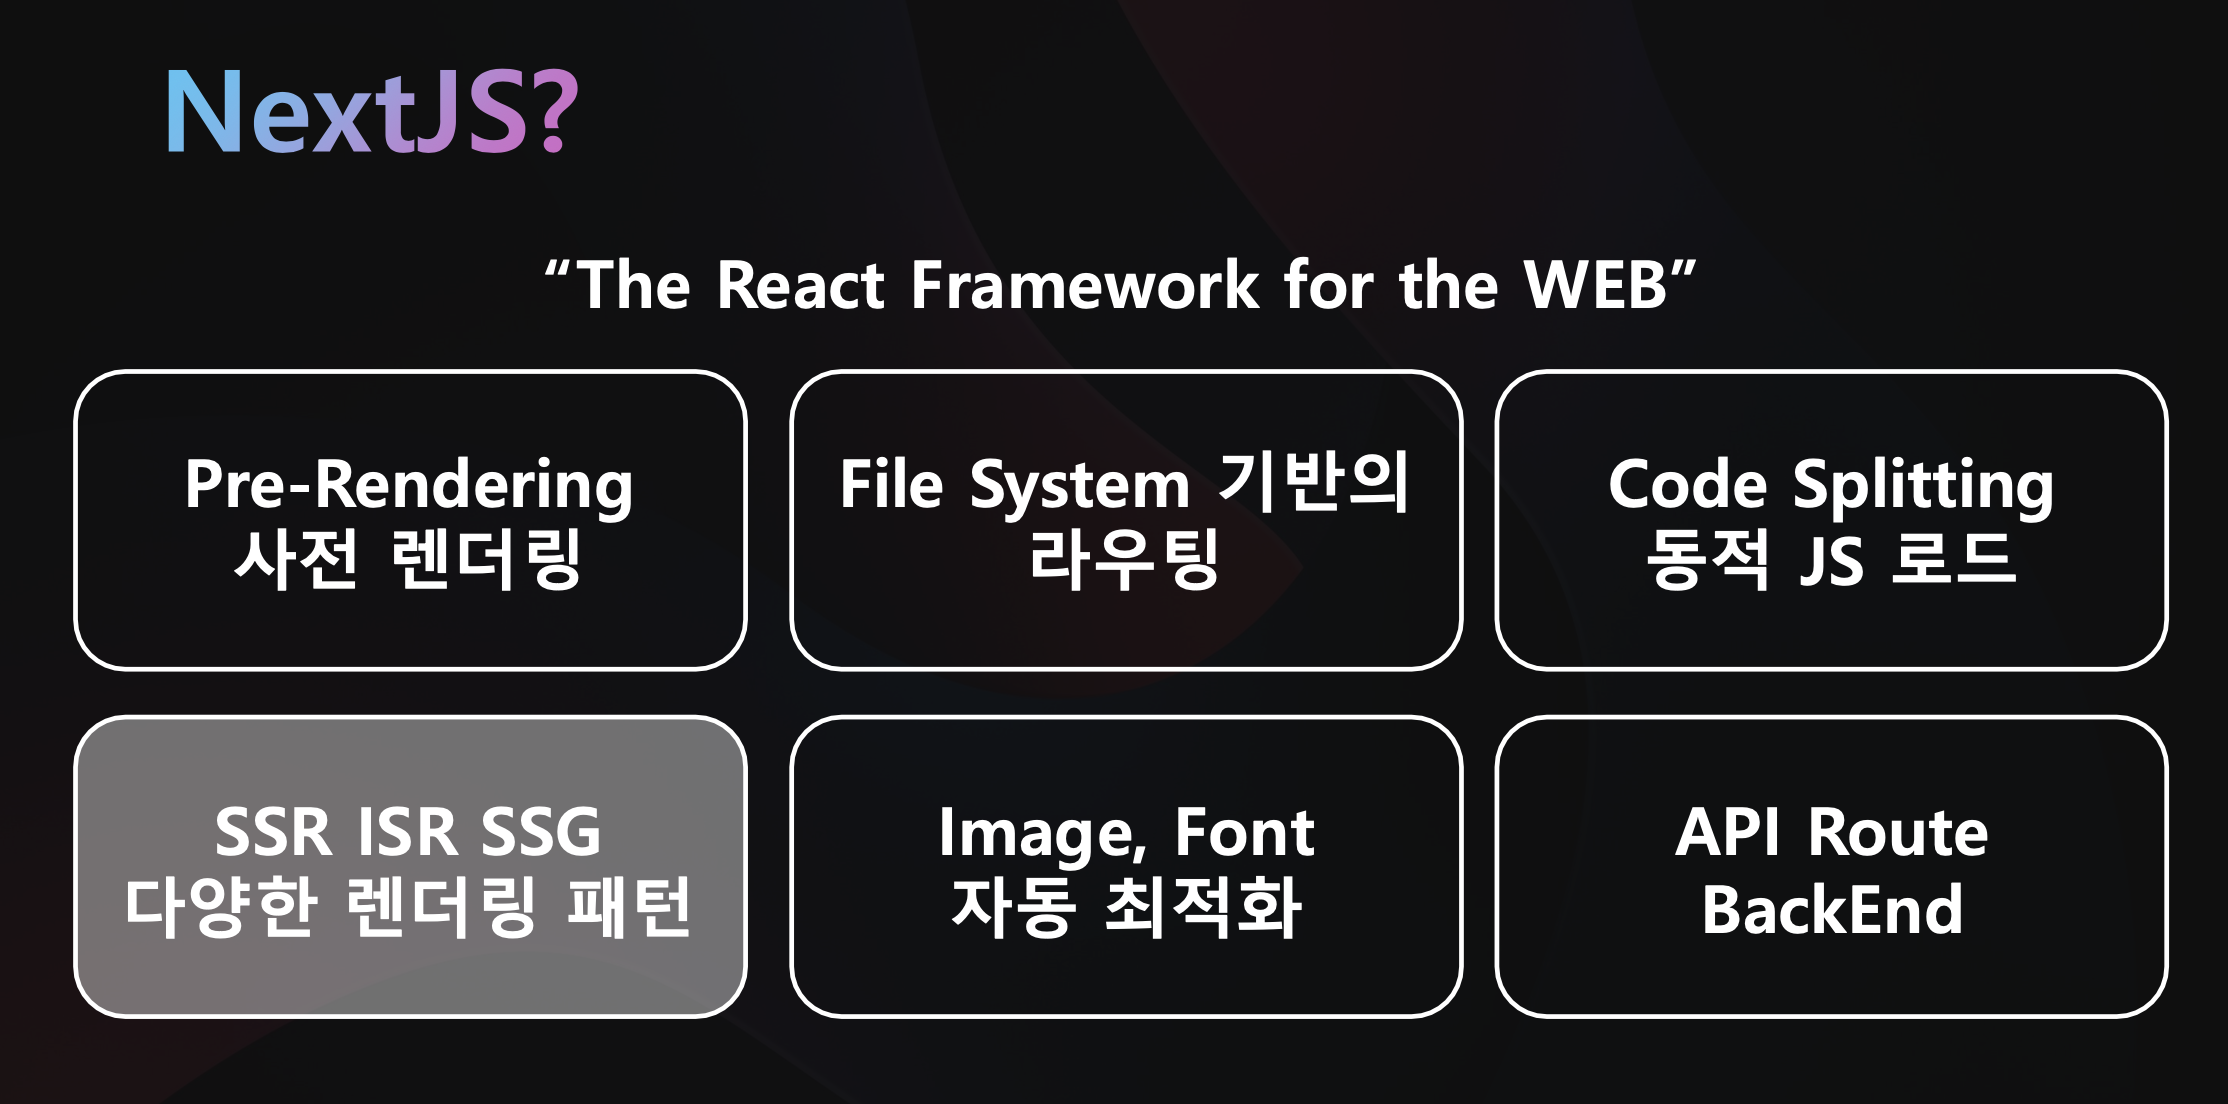 NextJS?
“The React Framework for the WEB”
Pre-Rendering
사전 렌더링
File System 기반의
라우팅
Code Splitting
동적 JS 로드
SSR ISR SSG
다양한 렌더링 패턴
Image, Font
자동 최적화
API Route
BackEnd